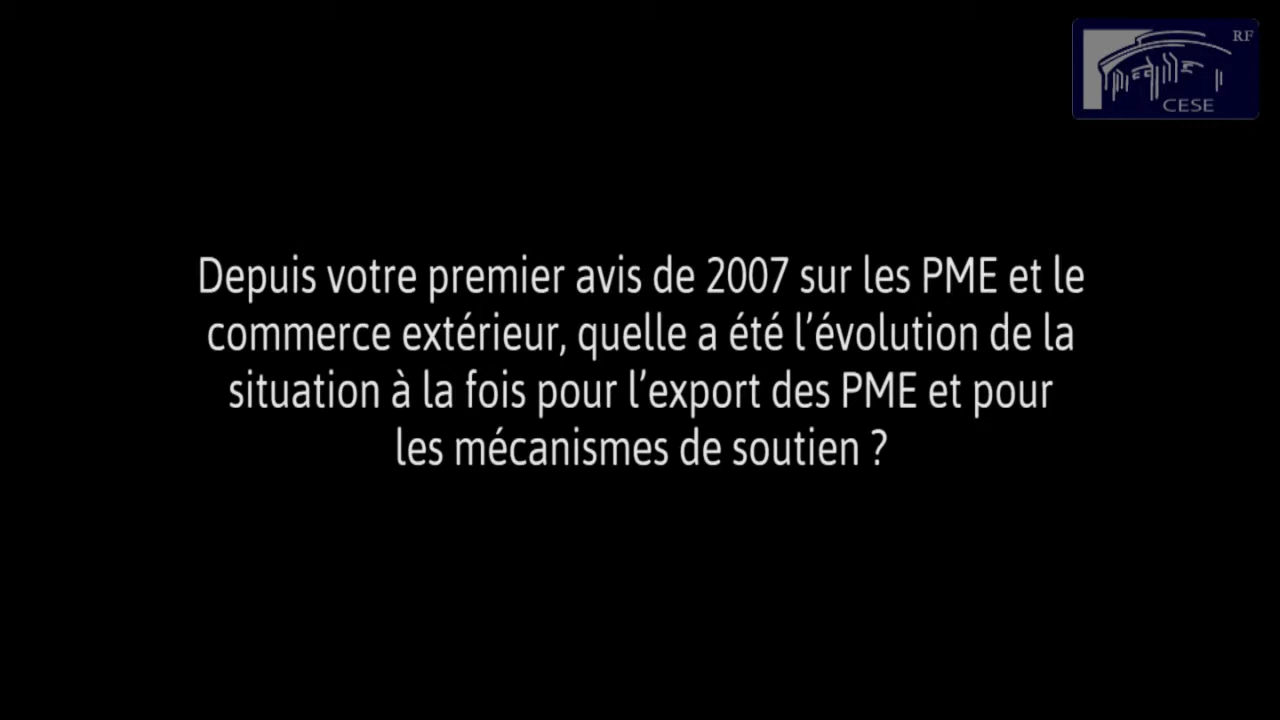 RF
CESE
Depuis votre premier avis de 2007 sur les PME et le
commerce extérieur, quelle a été l’évolution de la
situation à la fois pour l’export des PME et pour
les mécanismes de soutien ?